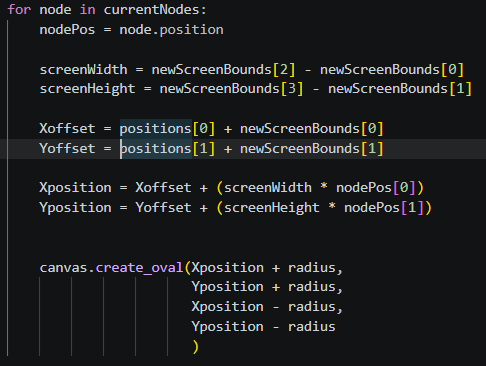 for node in currentNodes:
    nodePos = node.position
    screenWidth = newScreenBounds[2] - newScreenBounds[0]
    screenHeight = newScreenBounds[3] - newScreenBounds[1]
    Xoffset = positions[0] + newScreenBounds[0]
    Yoffset = positions[1] + newScreenBounds[1]
    Xposition = Xoffset + (screenWidth * nodePos[0])
    Yposition = Yoffset + (screenHeight * nodePos[1])
    canvas.create_oval(Xposition + radius,
                       Yposition + radius,
                       Xposition - radius,
                       Yposition - radius
                       )